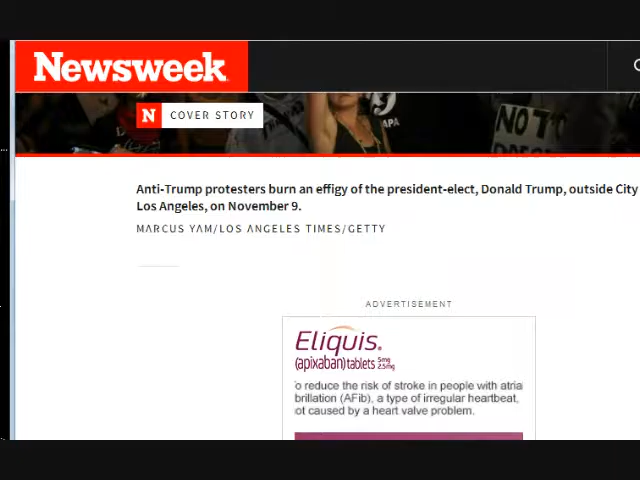 Newsweek
N COVER STORY
NOT
Anti-Trump protesters burn an effigy of the president-elect, Donald Trump, outside City
Los Angeles, on November 9.
MARCUS YAM/LOS ANGELES TIMES/GETTY
ADVERTISEMENT
Eliquis®
(apixaban) tablets 5mg 2.5mg
o reduce the risk of stroke in people with atria
brillation (AFib), a type of irregular heartbeat,
ot caused by a heart valve problem.